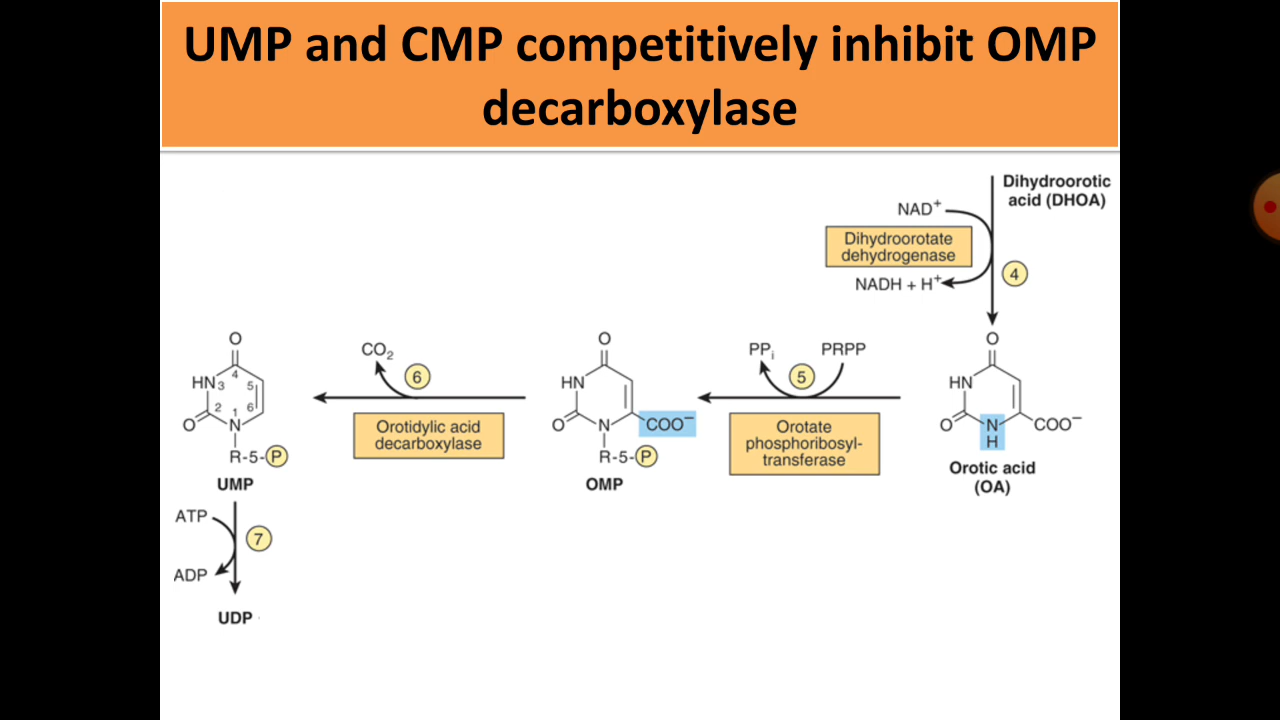 UMP and CMP competitively inhibit OMP
decarboxylase
Dihydroorotic
acid (DHOA)
NAD⁺
Dihydroorotate
dehydrogenase
NADH + H⁺
4
O
HN
O
N
H
COO⁻
Orotic acid
(OA)
PPᵢ
PRPP
5
Orotate
phosphoribosyl-
transferase
O
HN
O
N
COO⁻
R-5-P
OMP
CO₂
6
Orotidylic acid
decarboxylase
O
4
HN 3
5
2
1
6
O
N
R-5-P
UMP
ATP
7
ADP
UDP